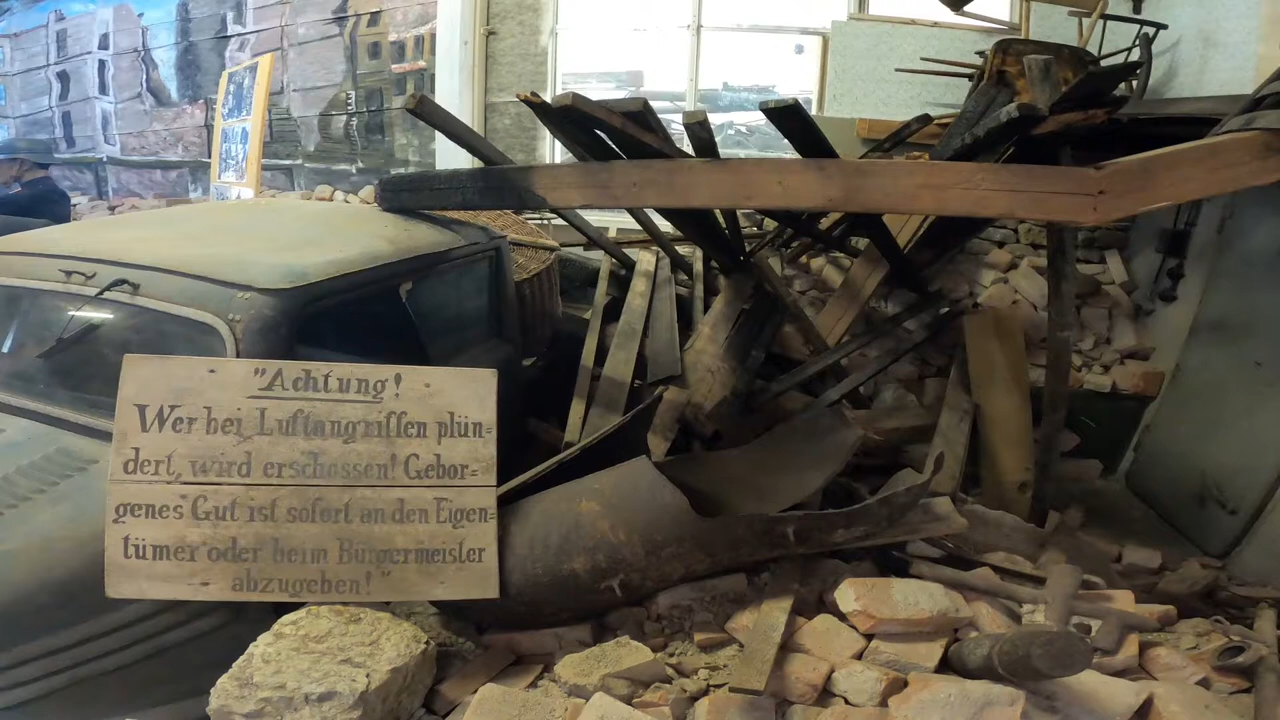 "Achtung!
Wer bei Luftangriffen plün=
dert, wird erschossen! Gebor=
genes Gut ist sofort an den Eigen=
tümer oder beim Bürgermeister
abzugeben!"